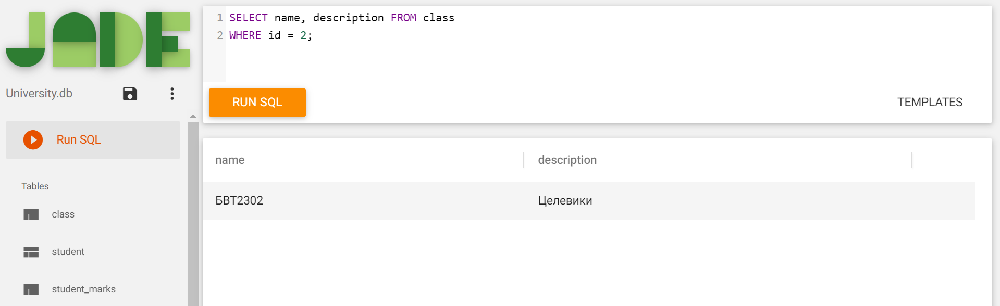 JADE
1 SELECT name, description FROM class
2 WHERE id = 2;
University.db
RUN SQL
TEMPLATES
Run SQL
name description
Tables
БВТ2302 Целевики
class
student
student_marks